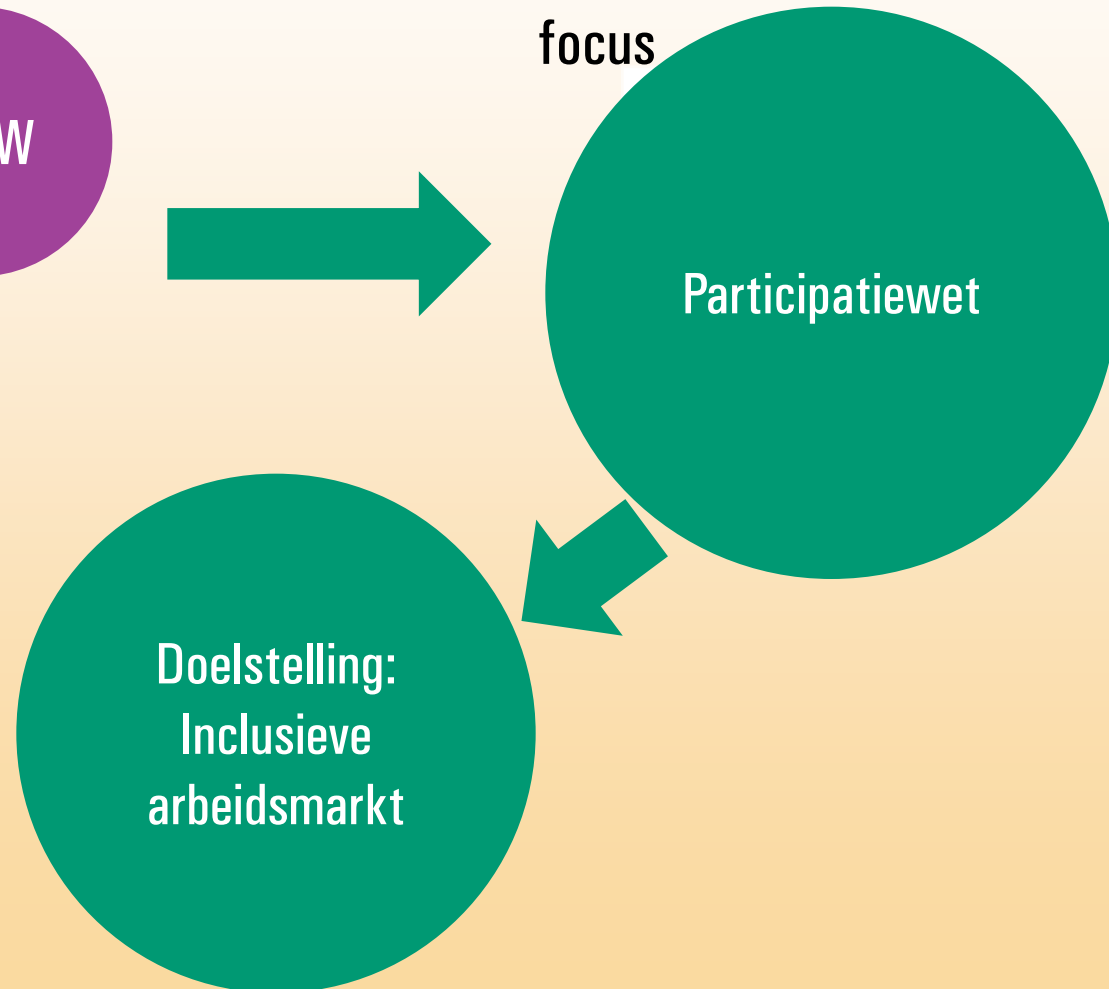 focus
W
Participatiewet
Doelstelling:
Inclusieve
arbeidsmarkt